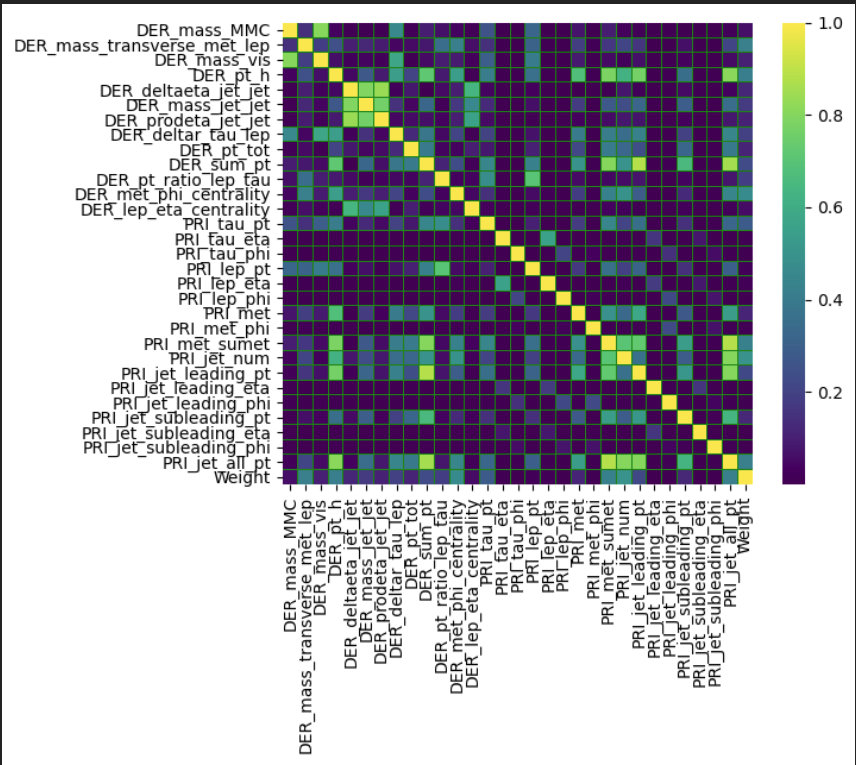 DER_mass_MMC
DER_mass_transverse_met_lep
DER_mass_vis
DER_pt_h
DER_deltaeta_jet_jet
DER_mass_jet_jet
DER_prodeta_jet_jet
DER_deltar_tau_lep
DER_pt_tot
DER_sum_pt
DER_pt_ratio_lep_tau
DER_met_phi_centrality
DER_lep_eta_centrality
PRI_tau_pt
PRI_tau_eta
PRI_tau_phi
PRI_lep_pt
PRI_lep_eta
PRI_lep_phi
PRI_met
PRI_met_phi
PRI_met_sumet
PRI_jet_num
PRI_jet_leading_pt
PRI_jet_leading_eta
PRI_jet_leading_phi
PRI_jet_subleading_pt
PRI_jet_subleading_eta
PRI_jet_subleading_phi
PRI_jet_all_pt
Weight
1.0
0.8
0.6
0.4
0.2
DER_mass_MMC
DER_mass_transverse_met_lep
DER_mass_vis
DER_pt_h
DER_deltaeta_jet_jet
DER_mass_jet_jet
DER_prodeta_jet_jet
DER_deltar_tau_lep
DER_pt_tot
DER_sum_pt
DER_pt_ratio_lep_tau
DER_met_phi_centrality
DER_lep_eta_centrality
PRI_tau_pt
PRI_tau_eta
PRI_tau_phi
PRI_lep_pt
PRI_lep_eta
PRI_lep_phi
PRI_met
PRI_met_phi
PRI_met_sumet
PRI_jet_num
PRI_jet_leading_pt
PRI_jet_leading_eta
PRI_jet_leading_phi
PRI_jet_subleading_pt
PRI_jet_subleading_eta
PRI_jet_subleading_phi
PRI_jet_all_pt
Weight